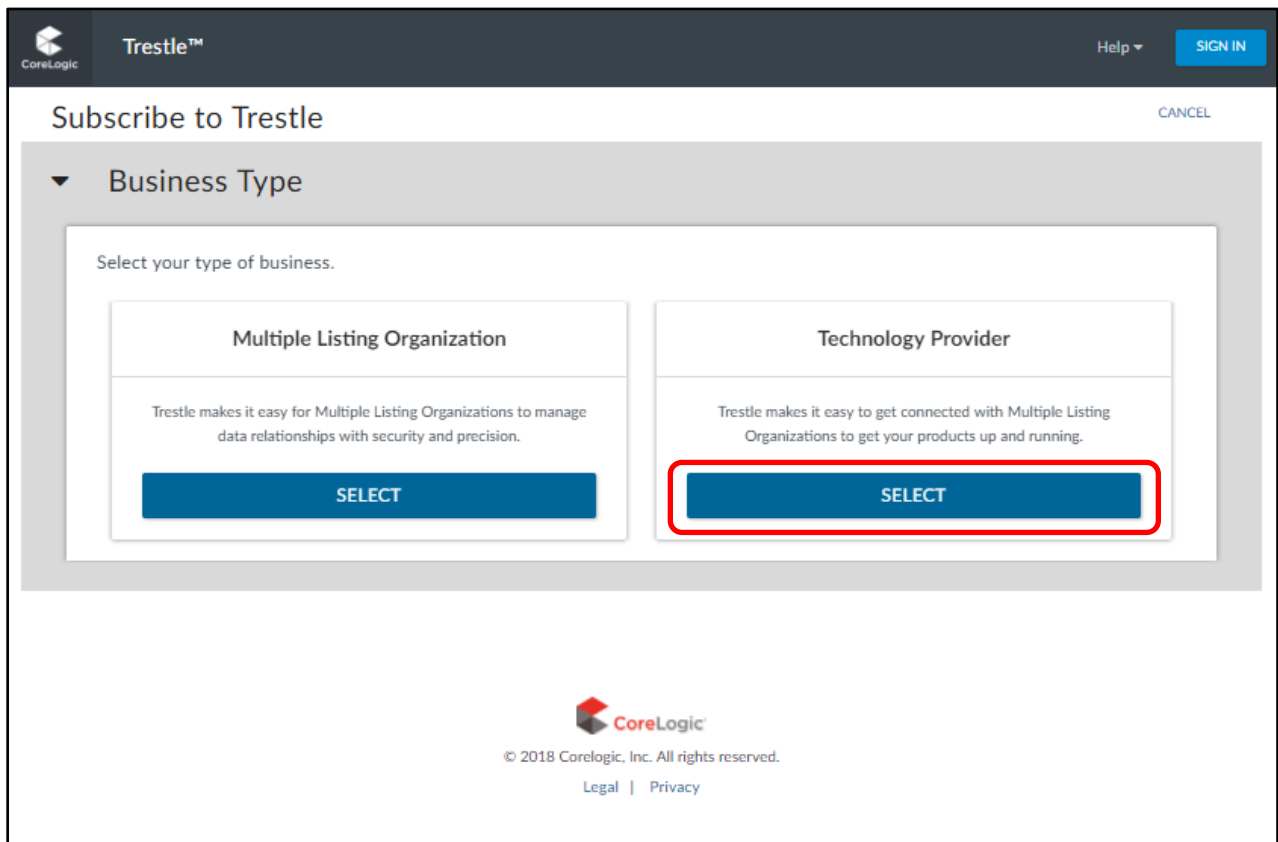 CoreLogic
Trestle™
Help
SIGN IN
Subscribe to Trestle
CANCEL
Business Type
Select your type of business.
Multiple Listing Organization
Trestle makes it easy for Multiple Listing Organizations to manage
data relationships with security and precision.
SELECT
Technology Provider
Trestle makes it easy to get connected with Multiple Listing
Organizations to get your products up and running.
SELECT
CoreLogic
© 2018 Corelogic, Inc. All rights reserved.
Legal | Privacy